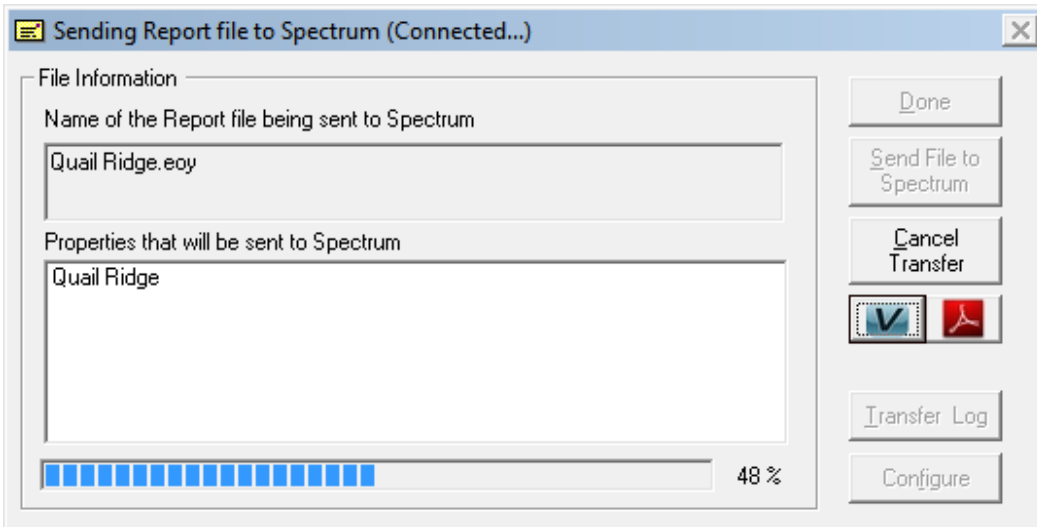 Sending Report file to Spectrum (Connected...)
File Information
Name of the Report file being sent to Spectrum
Quail Ridge.eoy
Properties that will be sent to Spectrum
Quail Ridge
48 %
Done
Send File to
Spectrum
Cancel
Transfer
V
Transfer Log
Configure